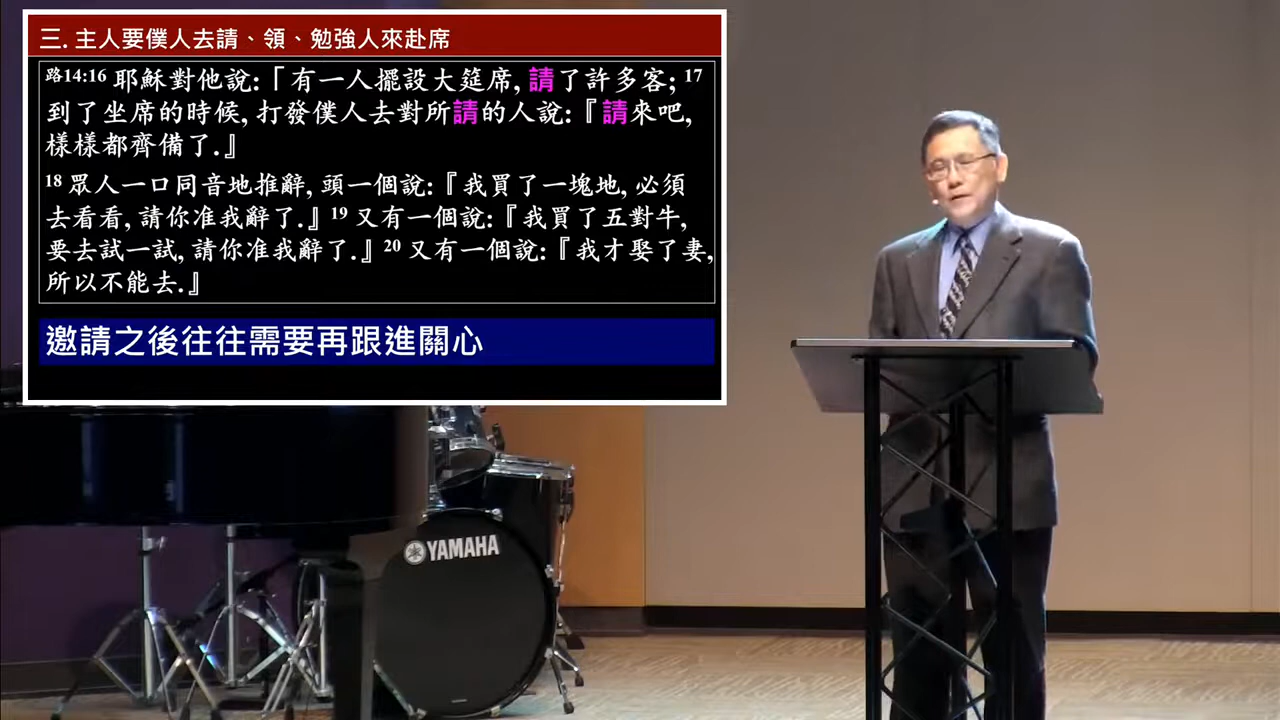 三. 主人要僕人去請、領、勉強人來赴席
路14:16 耶穌對他說:「有一人擺設大筵席, 請了許多客; 17
到了坐席的時候, 打發僕人去對所請的人說:『請來吧,
樣樣都齊備了.』
18 眾人一口同音地推辭, 頭一個說:『我買了一塊地, 必須
去看看, 請你准我辭了.』19 又有一個說:『我買了五對牛,
要去試一試, 請你准我辭了.』20 又有一個說:『我才娶了妻,
所以不能去.』
邀請之後往往需要再跟進關心
YAMAHA